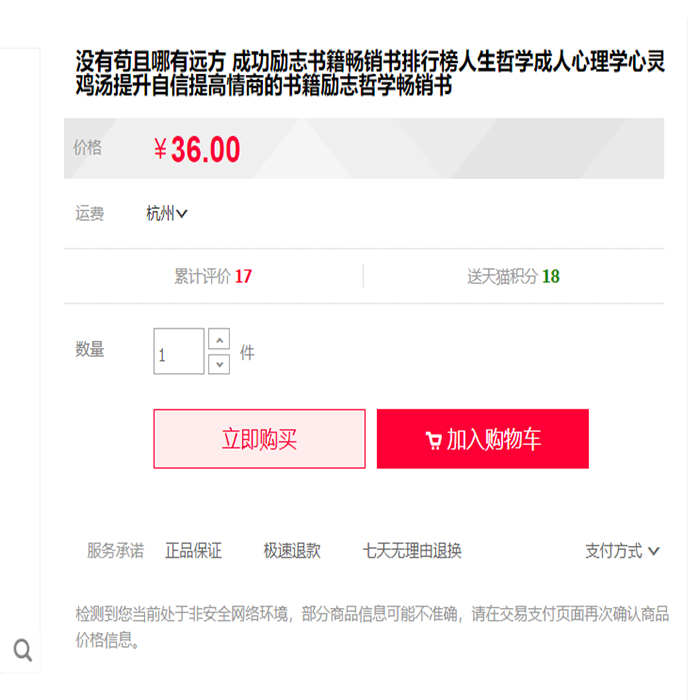 没有苟且哪有远方 成功励志书籍畅销书排行榜人生哲学成人心理学心灵
鸡汤提升自信提高情商的书籍励志哲学畅销书
价格 ¥36.00
运费 杭州
累计评价 17 送天猫积分 18
数量 1 件
立即购买 加入购物车
服务承诺 正品保证 极速退款 七天无理由退换 支付方式
检测到您当前处于非安全网络环境，部分商品信息可能不准确，请在交易支付页面再次确认商品
价格信息。